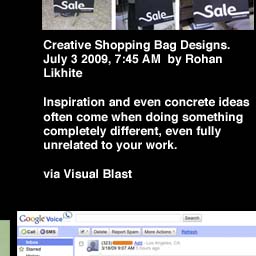 Sale
Sale
Sale
Creative Shopping Bag Designs.
July 3 2009, 7:45 AM by Rohan
Likhite
Inspiration and even concrete ideas
often come when doing something
completely different, even fully
unrelated to your work.
via Visual Blast
Google Voice
Search
Call SMS
Delete Report Spam More Actions Refresh
Inbox
Starred
(323) Add - Los Angeles, CA
3/18/09 9:07 AM